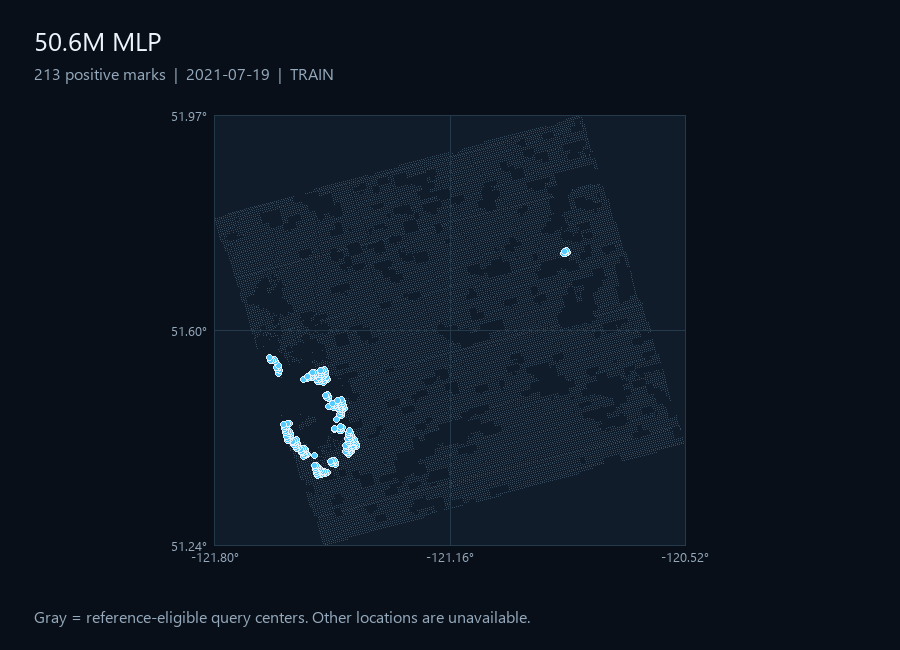 50.6M MLP
213 positive marks | 2021-07-19 | TRAIN
51.97°
51.60°
51.24°
-121.80°
-121.16°
-120.52°
Gray = reference-eligible query centers. Other locations are unavailable.